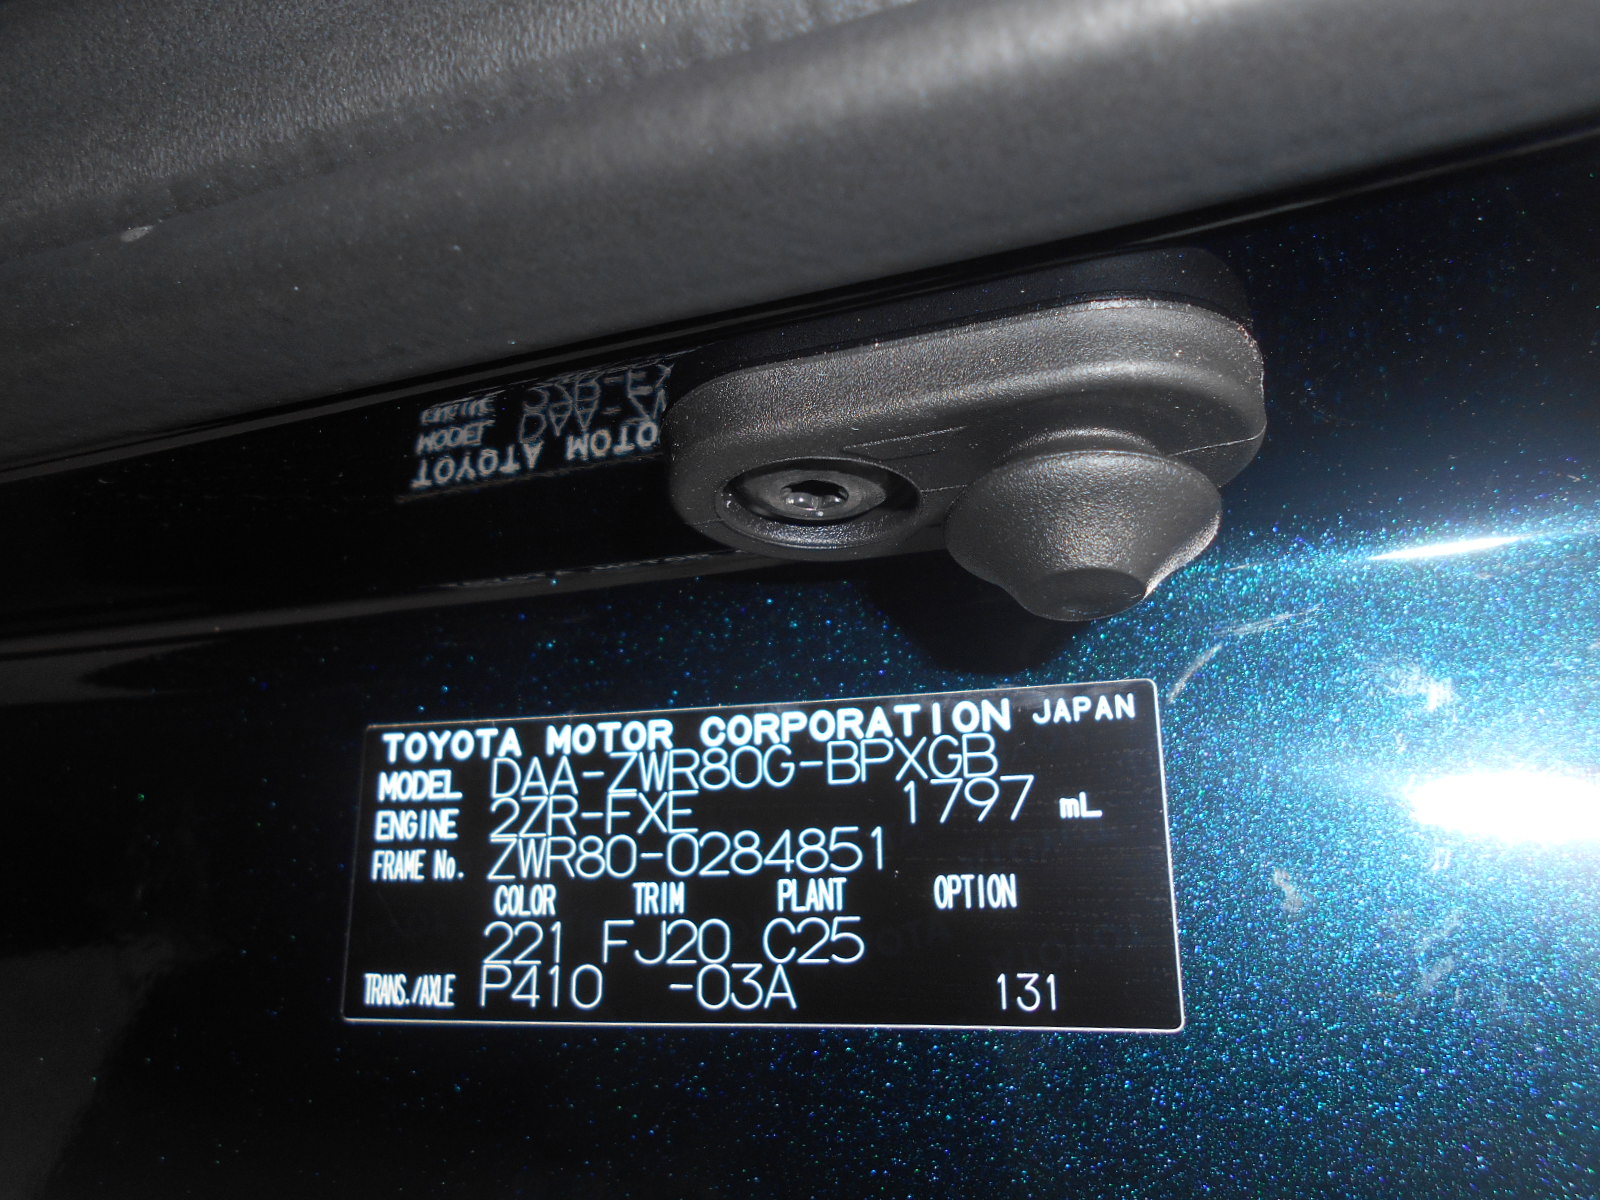 TOYOTA MOTOR CORPORATION JAPAN
MODEL DAA-ZWR80G-BPXGB
ENGINE 2ZR-FXE 1797 mL
FRAME No. ZWR80-0284851
COLOR TRIM PLANT OPTION
221 FJ20 C25
TRANS./AXLE P410 -03A 131